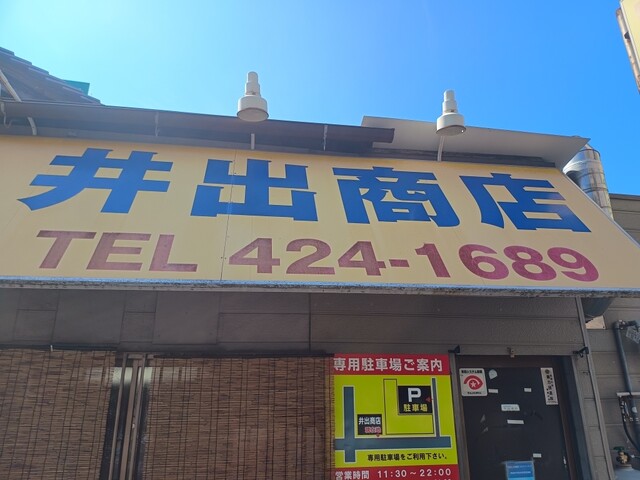 井出商店
TEL 424-1689
専用駐車場ご案内
P
駐車場
井出商店
専用駐車場をご利用下さい。
営業時間 11:30～22:00